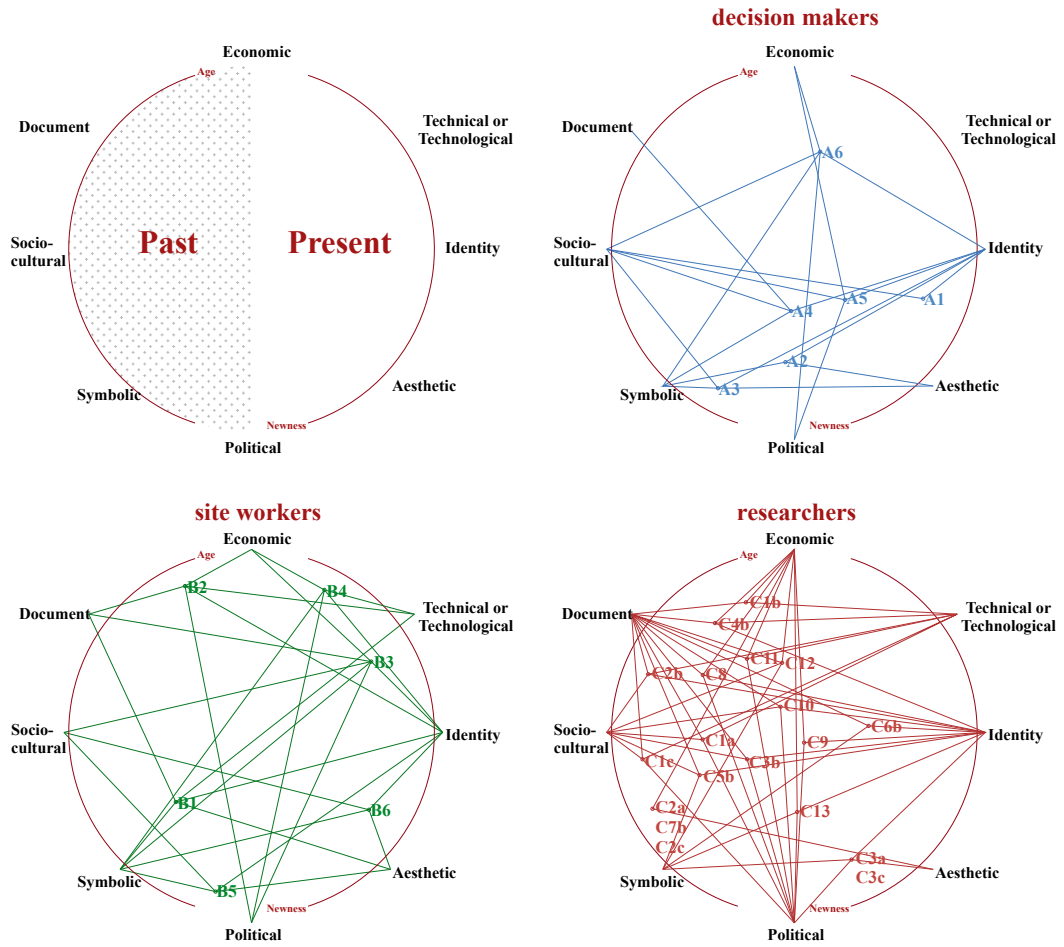 decision makers
Economic
Age
Document
Technical or
Technological
Past
Present
Socio-
cultural
Identity
Symbolic
Aesthetic
Newness
Political
Economic
Age
Document
Technical or
Technological
A6
Socio-
cultural
Identity
A5
A1
A4
A2
Symbolic
A3
Aesthetic
Newness
Political
site workers
Economic
Age
B2
B4
Document
Technical or
Technological
B3
Socio-
cultural
Identity
B1
B6
Symbolic
B5
Aesthetic
Newness
Political
researchers
Economic
Age
C1b
Document
C4b
Technical or
Technological
C11
C12
C2b
C8
C10
C6b
Socio-
cultural
C1a
C9
Identity
C1c
C3b
C5b
C2a
C7b
C2c
C13
Symbolic
C3a
C3c
Aesthetic
Newness
Political